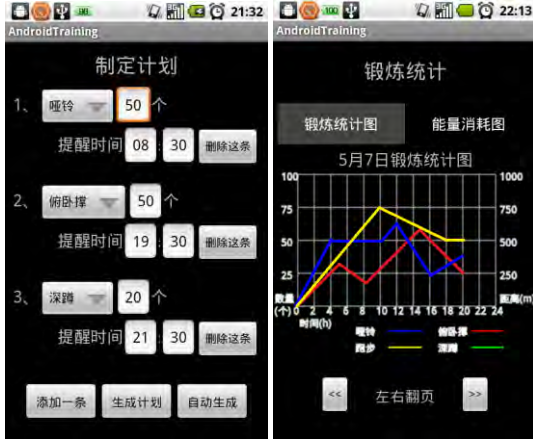 21:32
AndroidTraining
制定计划
1、 哑铃 50 个
提醒时间 08 : 30 删除这条
2、 俯卧撑 50 个
提醒时间 19 : 30 删除这条
3、 深蹲 20 个
提醒时间 21 : 30 删除这条
添加一条 生成计划 自动生成
100 22:13
AndroidTraining
锻炼统计
锻炼统计图 能量消耗图
5月7日锻炼统计图
100 1000
75 750
50 500
25 250
数量 距离(m)
(个) 0 2 4 6 8 10 12 14 16 18 20 22 24
时间(h)
哑铃 俯卧撑
跑步 深蹲
<< 左右翻页 >>